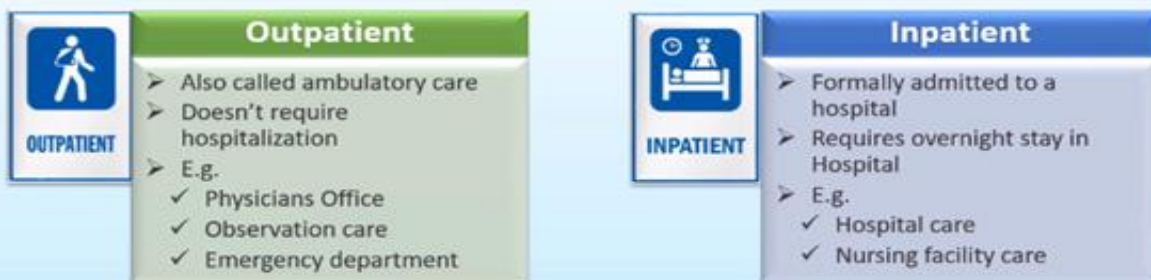 OUTPATIENT
Outpatient
➢ Also called ambulatory care
➢ Doesn't require
hospitalization
➢ E.g.
✓ Physicians Office
✓ Observation care
✓ Emergency department
INPATIENT
Inpatient
➢ Formally admitted to a
hospital
➢ Requires overnight stay in
Hospital
➢ E.g.
✓ Hospital care
✓ Nursing facility care